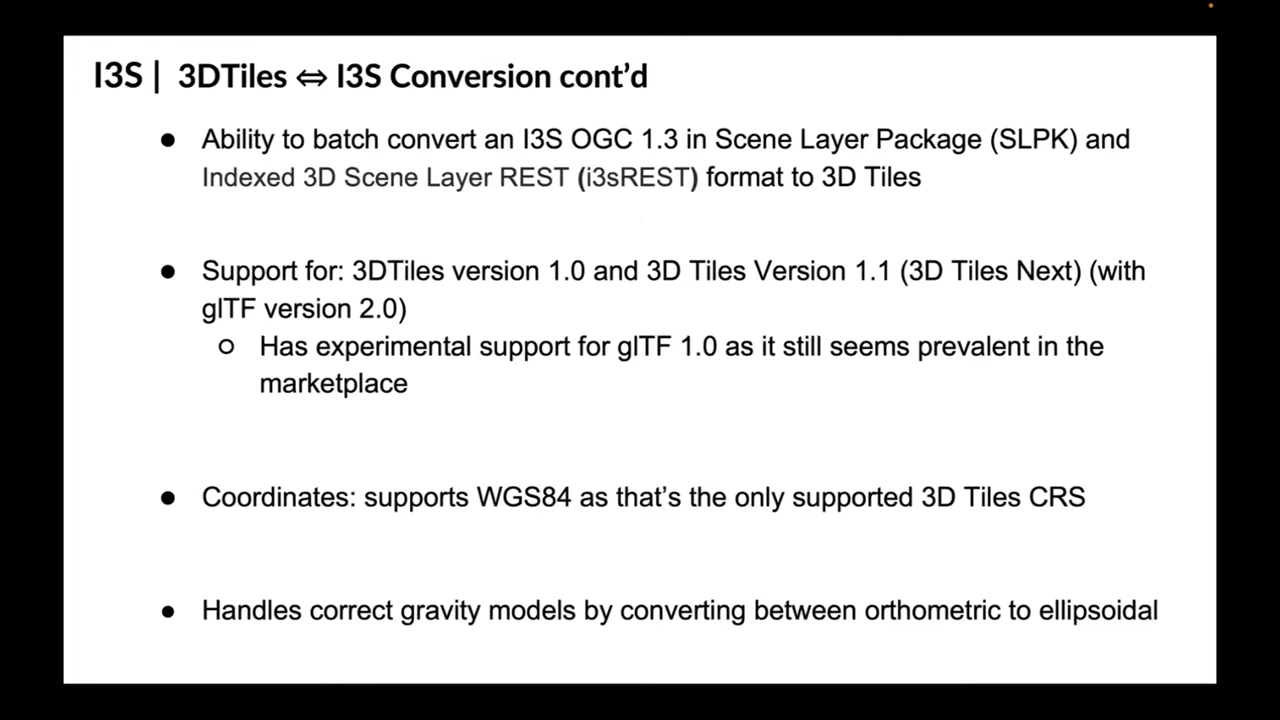 I3S | 3DTiles ⇔ I3S Conversion cont’d
● Ability to batch convert an I3S OGC 1.3 in Scene Layer Package (SLPK) and
Indexed 3D Scene Layer REST (i3sREST) format to 3D Tiles
● Support for: 3DTiles version 1.0 and 3D Tiles Version 1.1 (3D Tiles Next) (with
glTF version 2.0)
○ Has experimental support for glTF 1.0 as it still seems prevalent in the
marketplace
● Coordinates: supports WGS84 as that’s the only supported 3D Tiles CRS
● Handles correct gravity models by converting between orthometric to ellipsoidal